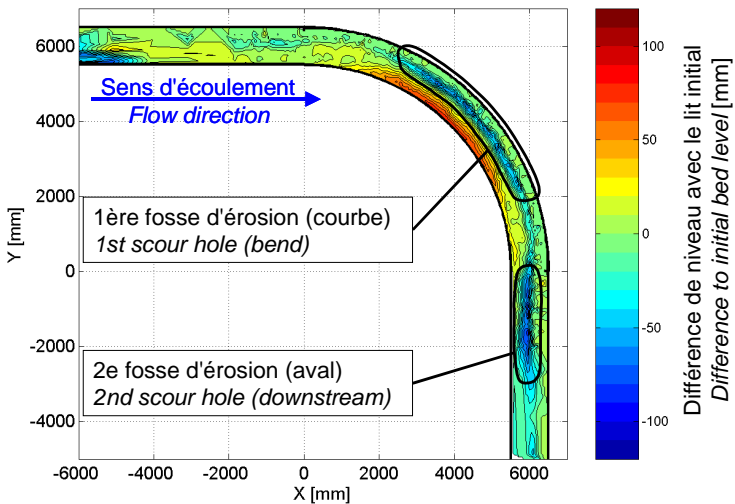 6000
4000
2000
0
-2000
-4000
Y [mm]
Sens d'écoulement
Flow direction
1ère fosse d'érosion (courbe)
1st scour hole (bend)
2e fosse d'érosion (aval)
2nd scour hole (downstream)
-6000 -4000 -2000 0 2000 4000 6000
X [mm]
100
50
0
-50
-100
Différence de niveau avec le lit initial
Difference to initial bed level [mm]